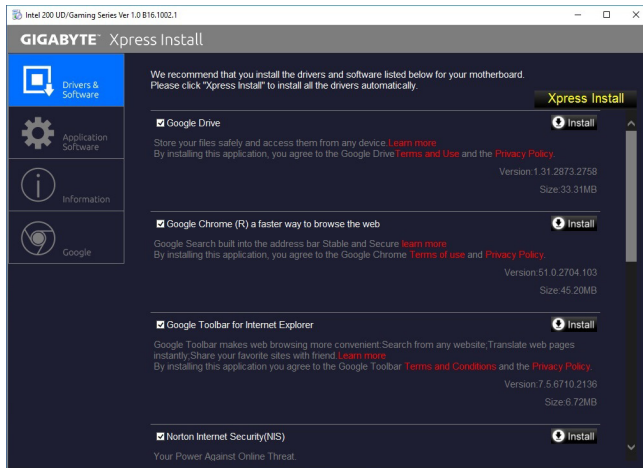 Intel 200 UD/Gaming Series Ver 1.0 B16.1002.1
GIGABYTE™ Xpress Install
Drivers &
Software
Application
Software
Information
Google
We recommend that you install the drivers and software listed below for your motherboard.
Please click "Xpress Install" to install all the drivers automatically.
Xpress Install
Google Drive
Install
Store your files safely and access them from any device.Learn more
By installing this application, you agree to the Google DriveTerms and Use and the Privacy Policy.
Version:1.31.2873.2758
Size:33.31MB
Google Chrome (R) a faster way to browse the web
Install
Google Search built into the address bar Stable and Secure learn more
By installing this application, you agree to the Google Chrome Terms of use and Privacy Policy.
Version:51.0.2704.103
Size:45.20MB
Google Toolbar for Internet Explorer
Install
Google Toolbar makes web browsing more convenient:Search from any website;Translate web pages
instantly;Share your favorite sites with friend.Learn more
By installing this application you agree to the Google Toolbar Terms and Conditions and the Privacy Policy.
Version:7.5.6710.2136
Size:6.72MB
Norton Internet Security(NIS)
Install
Your Power Against Online Threat.